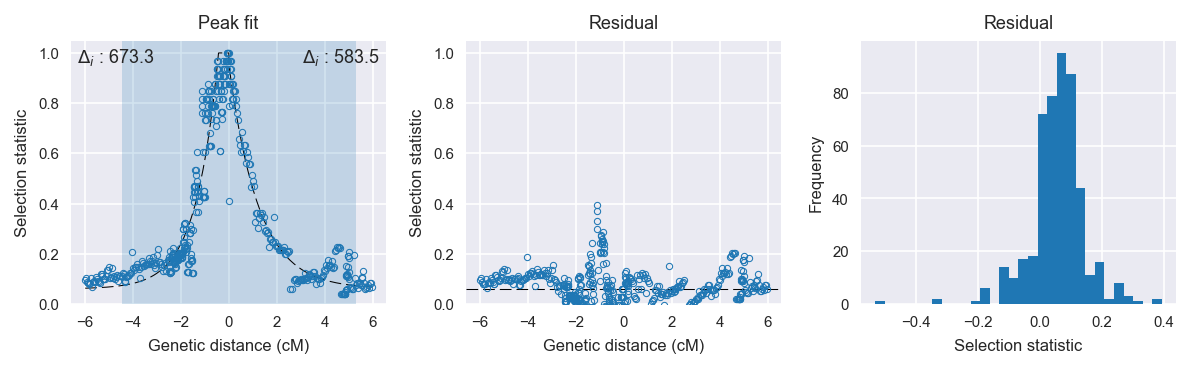 Peak fit
Δi : 673.3
Δi : 583.5
1.0
0.8
0.6
0.4
0.2
0.0
Selection statistic
−6 −4 −2 0 2 4 6
Genetic distance (cM)
Residual
1.0
0.8
0.6
0.4
0.2
0.0
Selection statistic
−6 −4 −2 0 2 4 6
Genetic distance (cM)
Residual
80
60
40
20
0
Frequency
−0.4 −0.2 0.0 0.2 0.4
Selection statistic